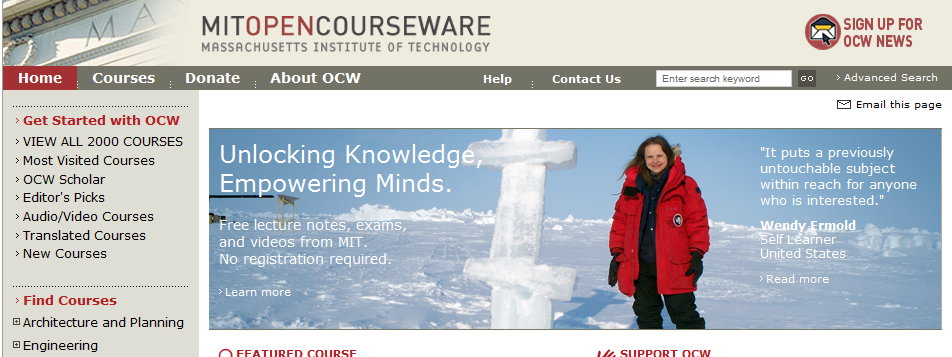 MA
MITOPENCOURSEWARE
MASSACHUSETTS INSTITUTE OF TECHNOLOGY
SIGN UP FOR
OCW NEWS
Home Courses Donate About OCW Help Contact Us Enter search keyword GO Advanced Search
Email this page
Get Started with OCW
VIEW ALL 2000 COURSES
Most Visited Courses
OCW Scholar
Editor's Picks
Audio/Video Courses
Translated Courses
New Courses
Find Courses
Architecture and Planning
Engineering
Unlocking Knowledge,
Empowering Minds.
Free lecture notes, exams,
and videos from MIT.
No registration required.
Learn more
"It puts a previously
untouchable subject
within reach for anyone
who is interested."
Wendy Ermold
Self Learner
United States
Read more
FEATURED COURSE
SUPPORT OCW